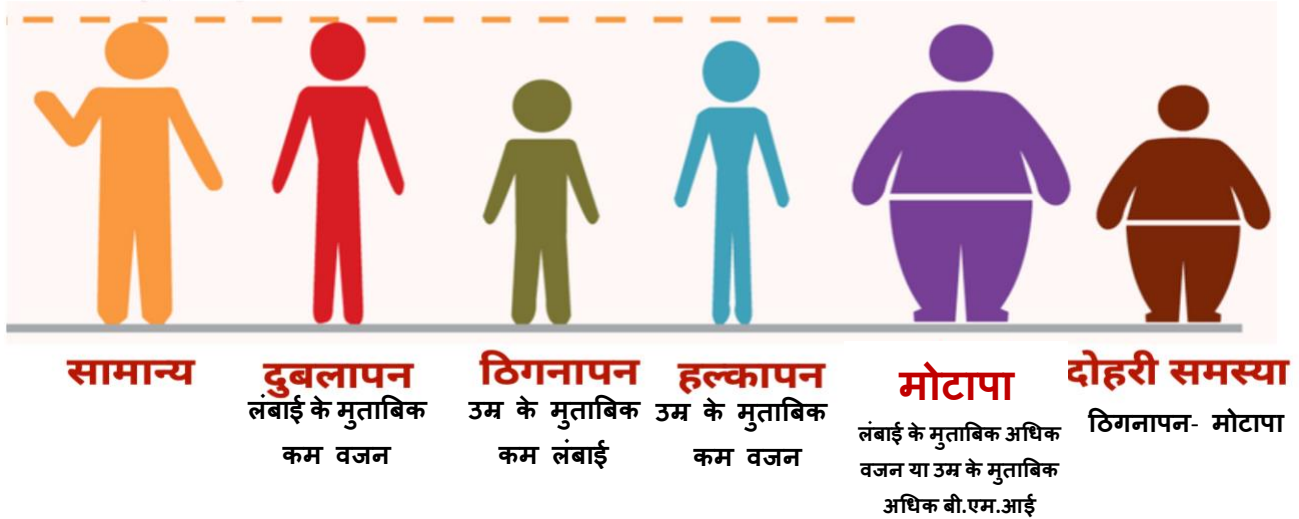 सामान्य
दुबलापन
लंबाई के मुताबिक
कम वजन
ठिगनापन
उम्र के मुताबिक
कम लंबाई
हल्कापन
उम्र के मुताबिक
कम वजन
मोटापा
लंबाई के मुताबिक अधिक
वजन या उम्र के मुताबिक
अधिक बी.एम.आई
दोहरी समस्या
ठिगनापन- मोटापा